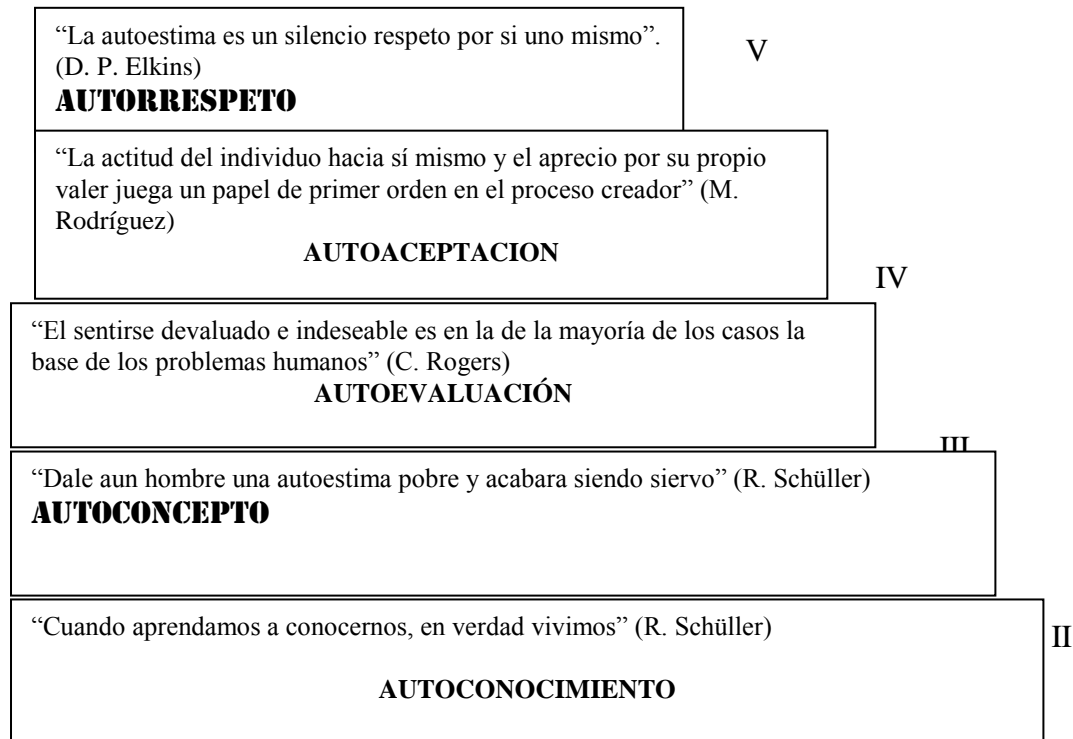 “La autoestima es un silencio respeto por si uno mismo”.
(D. P. Elkins)
AUTORRESPETO
V
“La actitud del individuo hacia sí mismo y el aprecio por su propio
valer juega un papel de primer orden en el proceso creador” (M.
Rodríguez)
AUTOACEPTACION
IV
“El sentirse devaluado e indeseable es en la de la mayoría de los casos la
base de los problemas humanos” (C. Rogers)
AUTOEVALUACIÓN
III
“Dale aun hombre una autoestima pobre y acabara siendo siervo” (R. Schüller)
AUTOCONCEPTO
“Cuando aprendamos a conocernos, en verdad vivimos” (R. Schüller)
II
AUTOCONOCIMIENTO